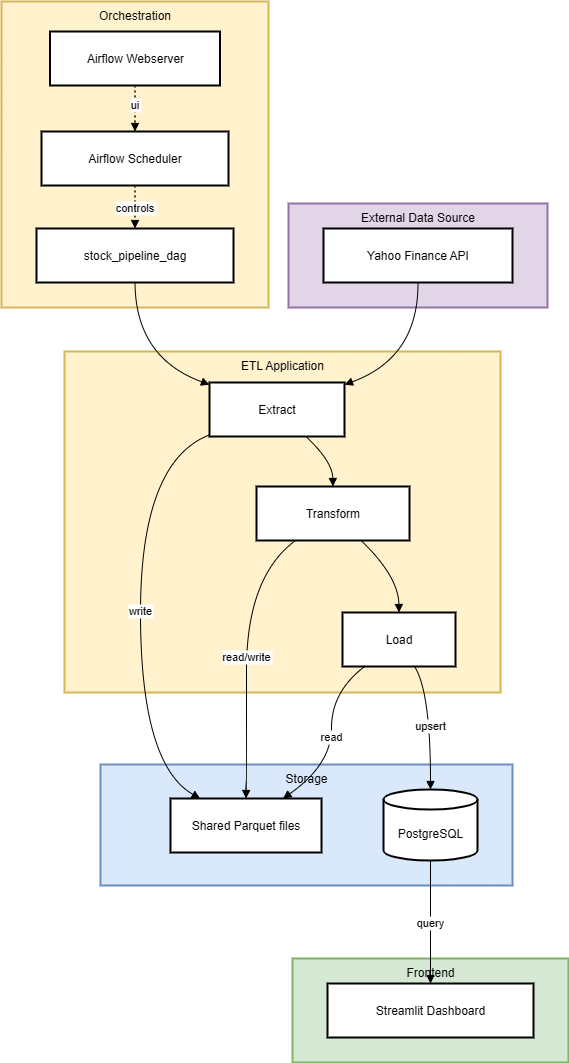 Orchestration
Airflow Webserver
ui
Airflow Scheduler
controls
stock_pipeline_dag
External Data Source
Yahoo Finance API
ETL Application
Extract
Transform
Load
write
read/write
read
upsert
Storage
Shared Parquet files
PostgreSQL
query
Frontend
Streamlit Dashboard